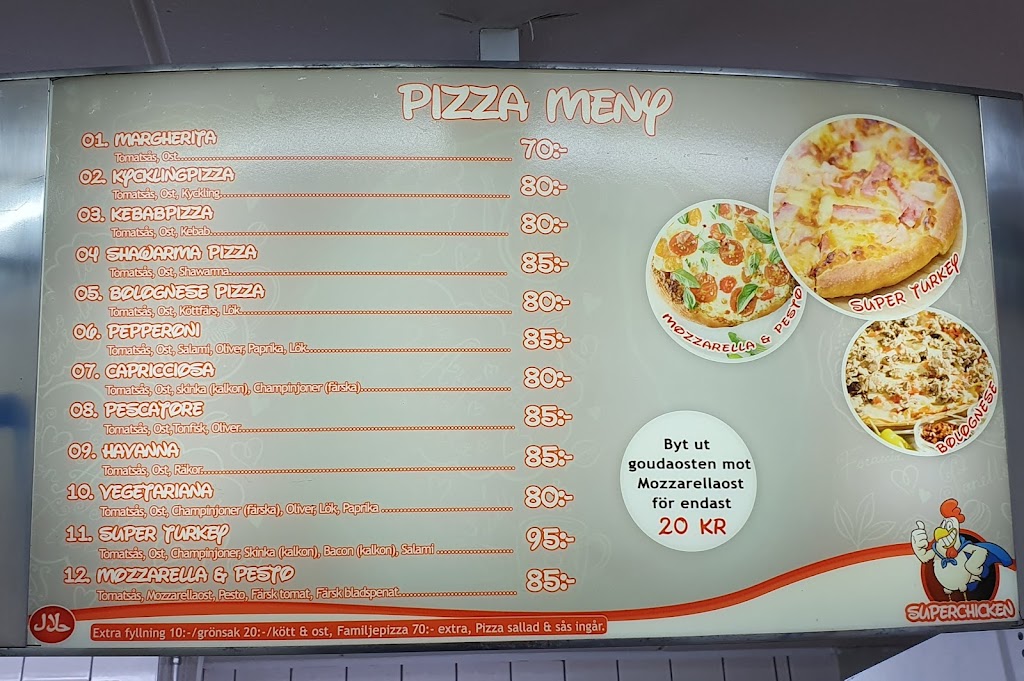 PIZZA MENY
01. MARGHERITA
Tomatsås, Ost 70:-
02. KYCKLINGPIZZA
Tomatsås, Ost, Kyckling 80:-
03. KEBABPIZZA
Tomatsås, Ost, Kebab 80:-
04 SHAWARMA PIZZA
Tomatsås, Ost, Shawarma 85:-
05. BOLOGNESE PIZZA
Tomatsås, Ost, Köttfärs, Lök 80:-
06. PEPPERONI
Tomatsås, Ost, Salami, Oliver, Paprika, Lök 85:-
07. CAPRICCIOSA
Tomatsås, Ost, skinka (kalkon), Champinjoner (färska) 80:-
08. PESCATORE
Tomatsås, Ost,Tonfisk, Oliver 85:-
09. HAVANNA
Tomatsås, Ost, Räkor 85:-
10. VEGETARIANA
Tomatsås, Ost, Champinjoner (färska), Oliver, Lök, Paprika 80:-
11. SUPER TURKEY
Tomatsås, Ost, Champinjoner, Skinka (kalkon), Bacon (kalkon), Salami 95:-
12. MOZZARELLA & PESTO
Tomatsås, Mozzarellaost, Pesto, Färsk tomat, Färsk bladspenat 85:-
حلال
Extra fyllning 10:-/grönsak 20:-/kött & ost, Familjepizza 70:- extra, Pizza sallad & sås ingår.
MOZZARELLA & PESTO
SUPER TURKEY
BOLOGNESE
Byt ut
goudaosten mot
Mozzarellaost
för endast
20 KR
SUPERCHICKEN